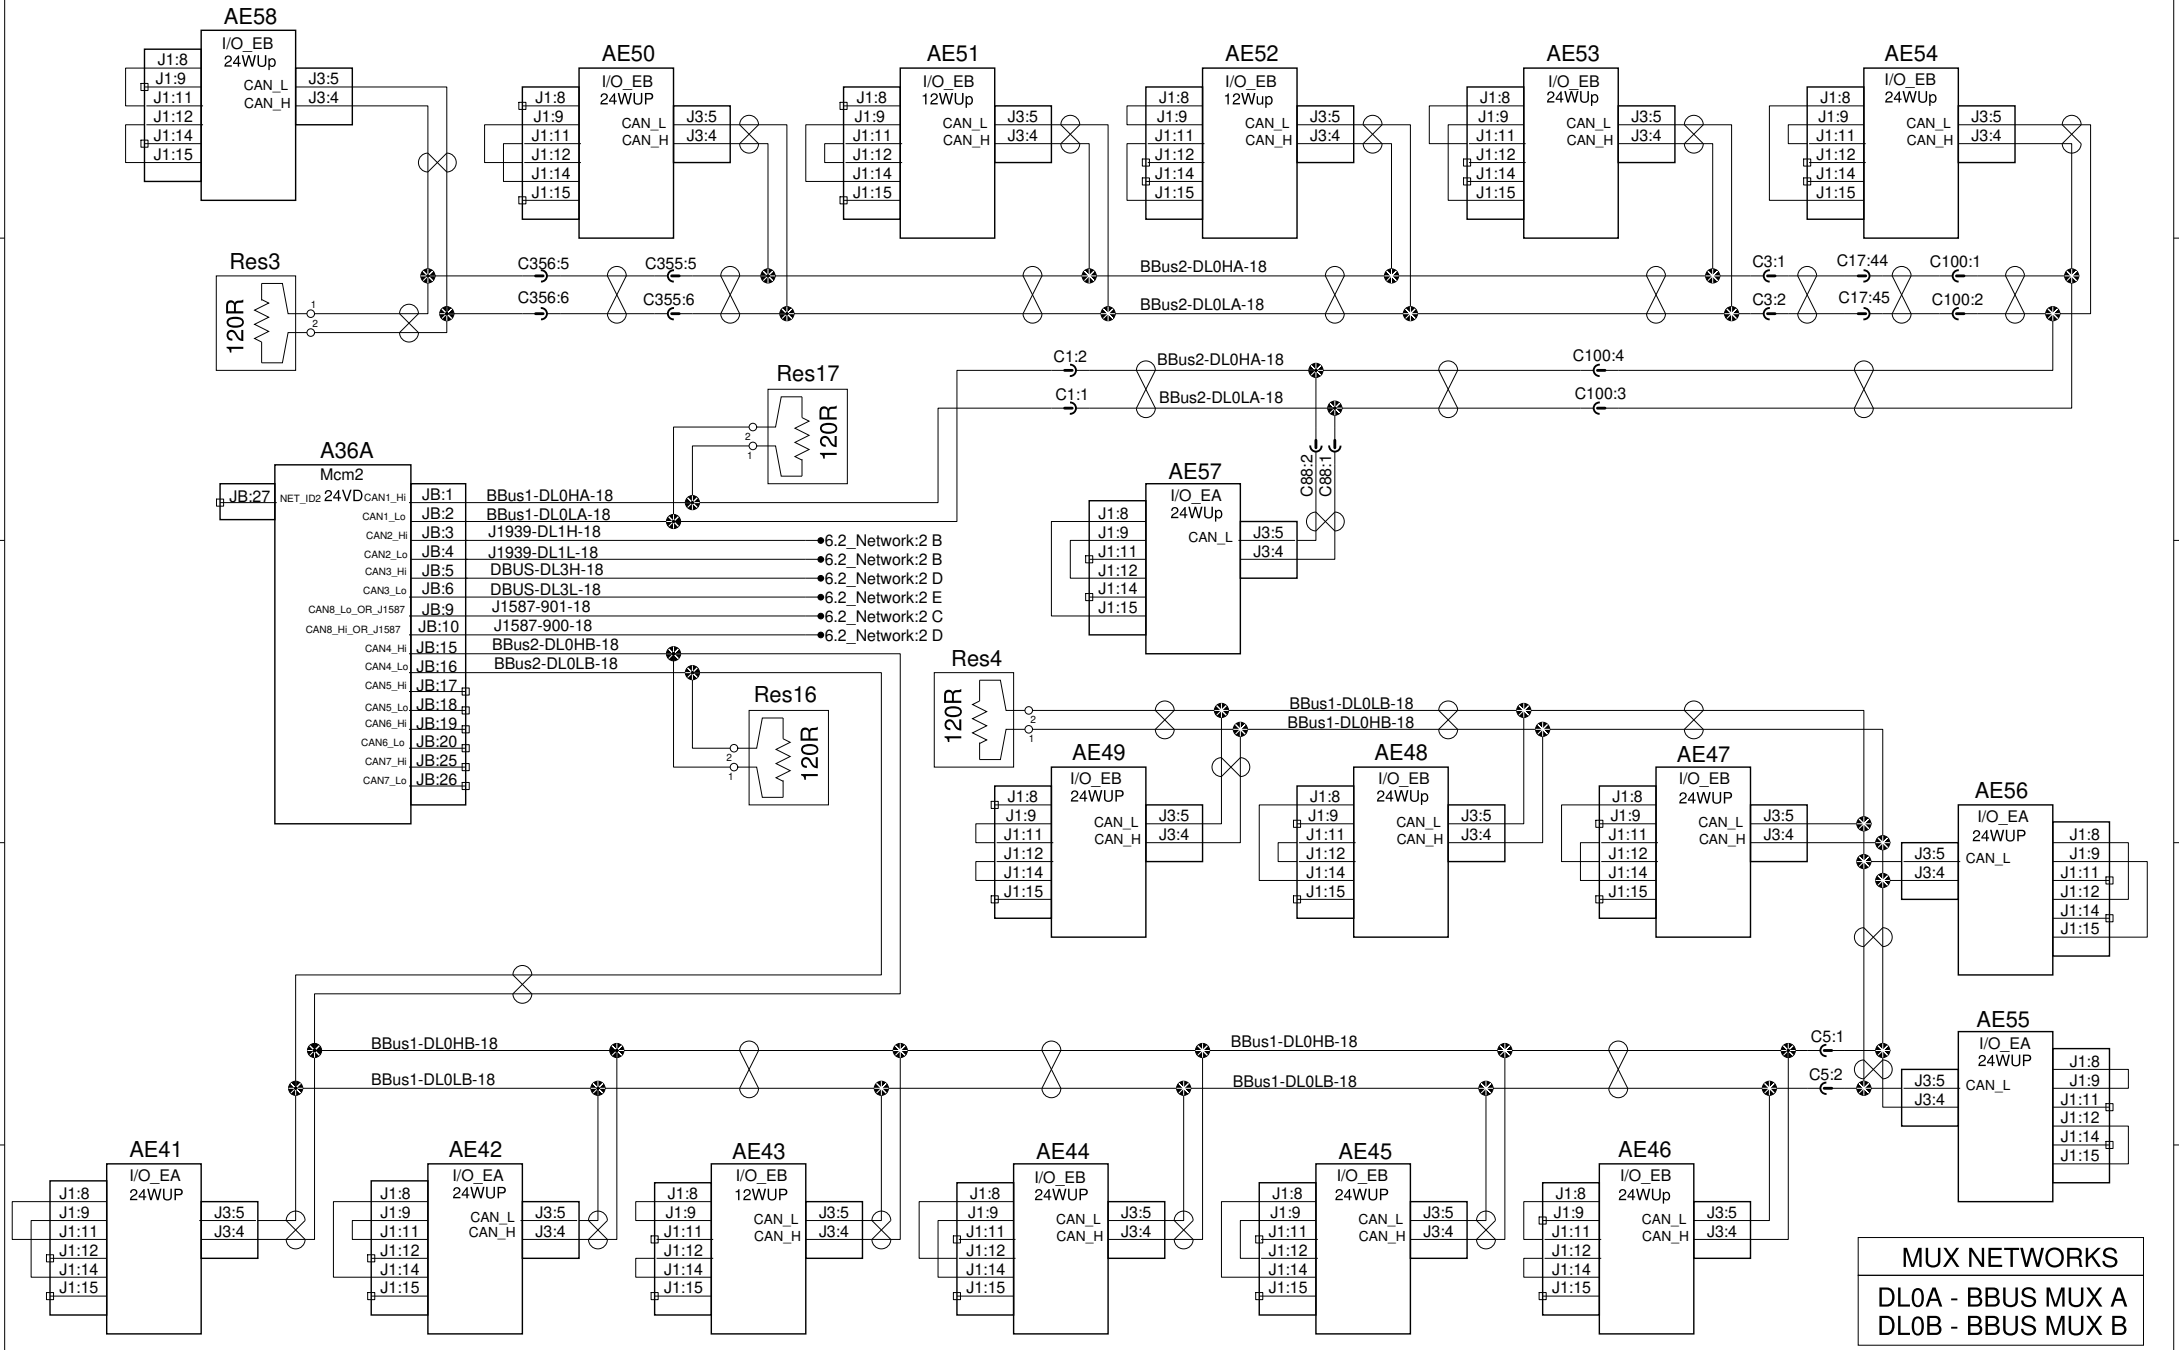 AE58
I/O_EB
24WUp
J1:8
J1:9
J1:11
J1:12
J1:14
J1:15
CAN_L
CAN_H
J3:5
J3:4
AE50
I/O_EB
24WUP
J1:8
J1:9
J1:11
J1:12
J1:14
J1:15
CAN_L
CAN_H
J3:5
J3:4
AE51
I/O_EB
12WUp
J1:8
J1:9
J1:11
J1:12
J1:14
J1:15
CAN_L
CAN_H
J3:5
J3:4
AE52
I/O_EB
12Wup
J1:8
J1:9
J1:11
J1:12
J1:14
J1:15
CAN_L
CAN_H
J3:5
J3:4
AE53
I/O_EB
24WUp
J1:8
J1:9
J1:11
J1:12
J1:14
J1:15
CAN_L
CAN_H
J3:5
J3:4
AE54
I/O_EB
24WUp
J1:8
J1:9
J1:11
J1:12
J1:14
J1:15
CAN_L
CAN_H
J3:5
J3:4
Res3
120R
1
2
C356:5
C355:5
BBus2-DL0HA-18
C3:1
C17:44
C100:1
C356:6
C355:6
BBus2-DL0LA-18
C3:2
C17:45
C100:2
C1:2
BBus2-DL0HA-18
C100:4
C1:1
BBus2-DL0LA-18
C100:3
Res17
2
1
120R
C88:2
C88:1
A36A
Mcm2
24VD
JB:27
NET_ID2
CAN1_Hi
JB:1
BBus1-DL0HA-18
CAN1_Lo
JB:2
BBus1-DL0LA-18
CAN2_Hi
JB:3
J1939-DL1H-18
6.2_Network:2 B
CAN2_Lo
JB:4
J1939-DL1L-18
6.2_Network:2 B
CAN3_Hi
JB:5
DBUS-DL3H-18
6.2_Network:2 D
CAN3_Lo
JB:6
DBUS-DL3L-18
6.2_Network:2 E
CAN8_Lo_OR_J1587
JB:9
J1587-901-18
6.2_Network:2 C
CAN8_Hi_OR_J1587
JB:10
J1587-900-18
6.2_Network:2 D
CAN4_Hi
JB:15
BBus2-DL0HB-18
CAN4_Lo
JB:16
BBus2-DL0LB-18
CAN5_Hi
JB:17
CAN5_Lo
JB:18
CAN6_Hi
JB:19
CAN6_Lo
JB:20
CAN7_Hi
JB:25
CAN7_Lo
JB:26
AE57
I/O_EA
24WUp
J1:8
J1:9
J1:11
J1:12
J1:14
J1:15
CAN_L
J3:5
J3:4
Res16
2
1
120R
Res4
120R
2
1
BBus1-DL0LB-18
BBus1-DL0HB-18
AE49
I/O_EB
24WUP
J1:8
J1:9
J1:11
J1:12
J1:14
J1:15
CAN_L
CAN_H
J3:5
J3:4
AE48
I/O_EB
24WUp
J1:8
J1:9
J1:11
J1:12
J1:14
J1:15
CAN_L
CAN_H
J3:5
J3:4
AE47
I/O_EB
24WUP
J1:8
J1:9
J1:11
J1:12
J1:14
J1:15
CAN_L
CAN_H
J3:5
J3:4
AE56
I/O_EA
24WUP
J3:5
J3:4
CAN_L
J1:8
J1:9
J1:11
J1:12
J1:14
J1:15
BBus1-DL0HB-18
BBus1-DL0HB-18
C5:1
BBus1-DL0LB-18
BBus1-DL0LB-18
C5:2
AE55
I/O_EA
24WUP
J3:5
J3:4
CAN_L
J1:8
J1:9
J1:11
J1:12
J1:14
J1:15
AE41
I/O_EA
24WUP
J1:8
J1:9
J1:11
J1:12
J1:14
J1:15
J3:5
J3:4
AE42
I/O_EA
24WUP
J1:8
J1:9
J1:11
J1:12
J1:14
J1:15
CAN_L
CAN_H
J3:5
J3:4
AE43
I/O_EB
12WUP
J1:8
J1:9
J1:11
J1:12
J1:14
J1:15
CAN_L
CAN_H
J3:5
J3:4
AE44
I/O_EB
24WUP
J1:8
J1:9
J1:11
J1:12
J1:14
J1:15
CAN_L
CAN_H
J3:5
J3:4
AE45
I/O_EB
24WUP
J1:8
J1:9
J1:11
J1:12
J1:14
J1:15
CAN_L
CAN_H
J3:5
J3:4
AE46
I/O_EB
24WUp
J1:8
J1:9
J1:11
J1:12
J1:14
J1:15
CAN_L
CAN_H
J3:5
J3:4
MUX NETWORKS
DL0A - BBUS MUX A
DL0B - BBUS MUX B